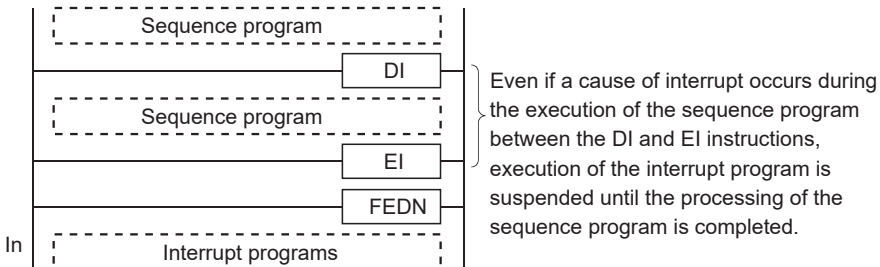 Sequence program
DI
Sequence program
EI
FEDN
In
Interrupt programs
Even if a cause of interrupt occurs during
the execution of the sequence program
between the DI and EI instructions,
execution of the interrupt program is
suspended until the processing of the
sequence program is completed.